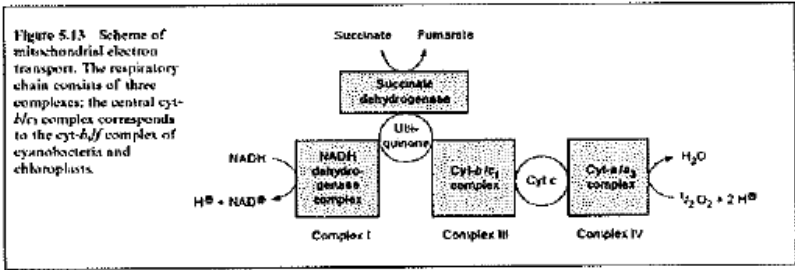 Figure 5.13 Scheme of
mitochondrial electron
transport. The respiratory
chain consists of three
complexes; the central cyt-
b/c₁ complex corresponds
to the cyt-b₆/f complex of
cyanobacteria and
chloroplasts.
Succinate Fumarate
Succinate
dehydrogenase
Ubi-
quinone
NADH
H⊕ + NAD⊕
NADH
dehydro-
genase
complex
Cyt-b/c₁
complex
Cyt c
Cyt-a/a₃
complex
H₂O
½ O₂ + 2 H⊕
Complex I
Complex III
Complex IV